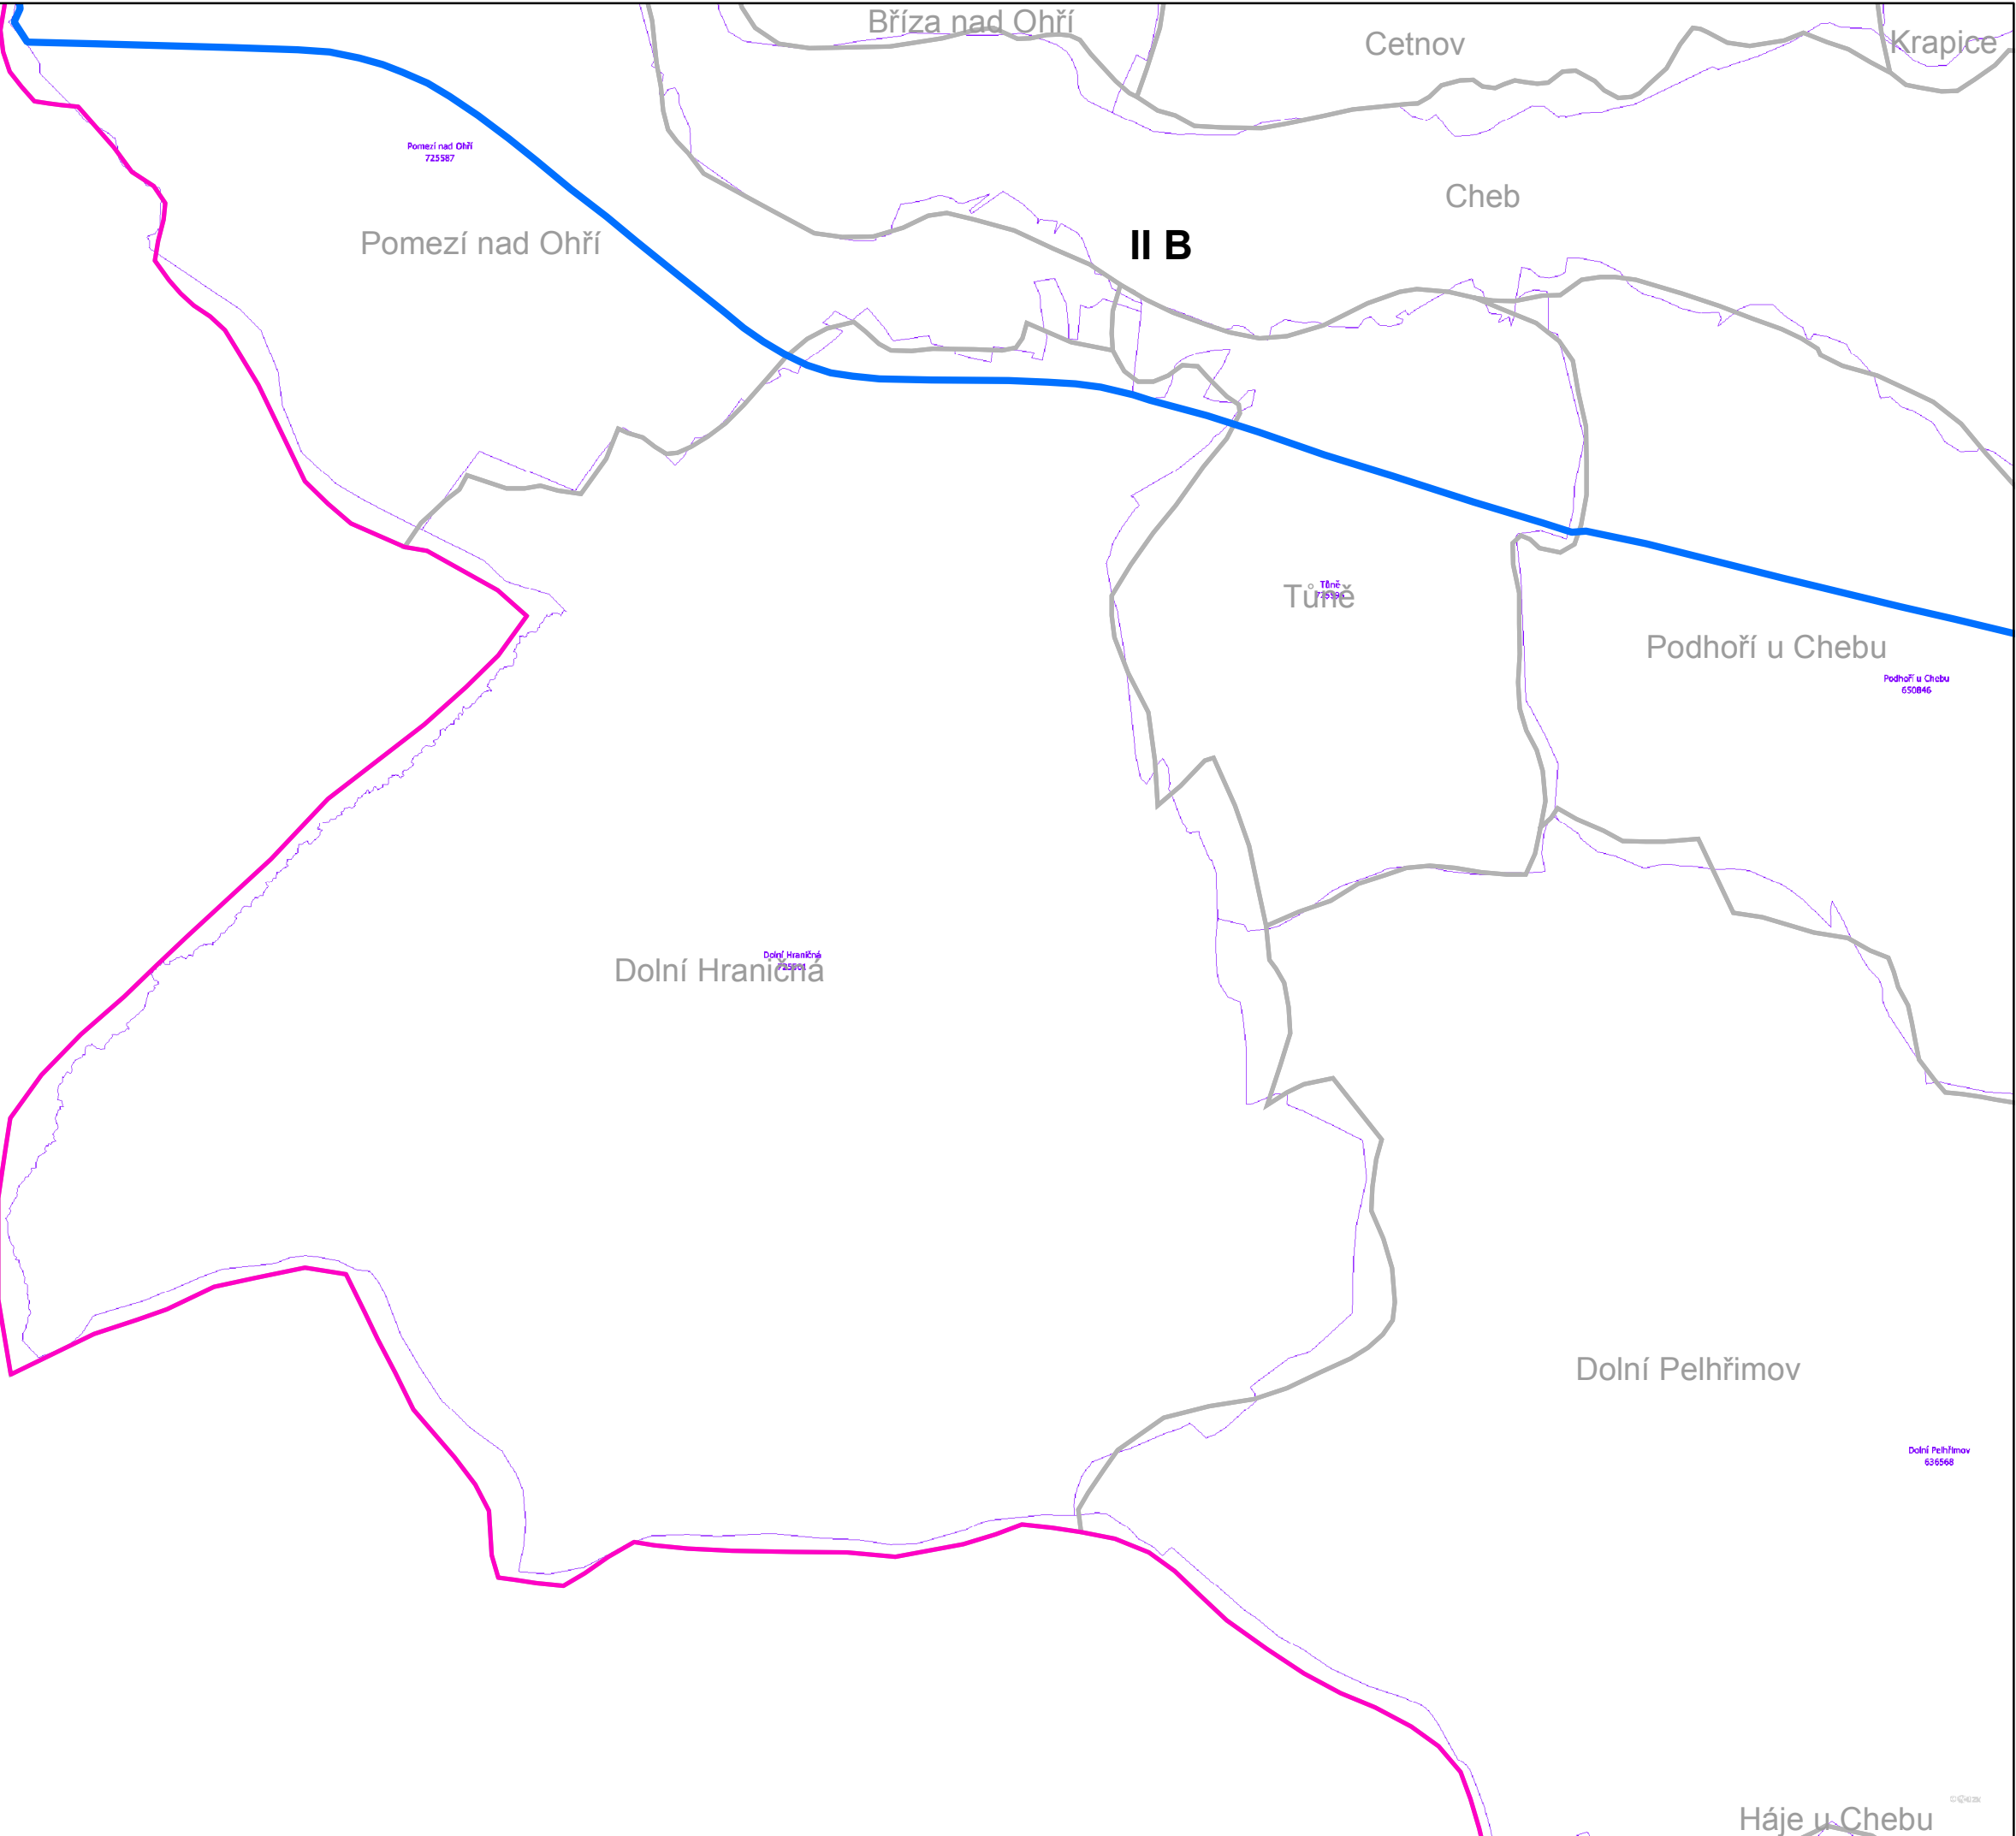 Bříza nad Ohří
Cetnov
Krapice
Pomezí nad Ohří
725587
Cheb
Pomezí nad Ohří
II B
Tůně
Tůně
Podhoří u Chebu
Podhoří u Chebu
650846
Dolní Hraničná
Dolní Hraničná
Dolní Pelhřimov
Dolní Pelhřimov
636568
Háje u Chebu